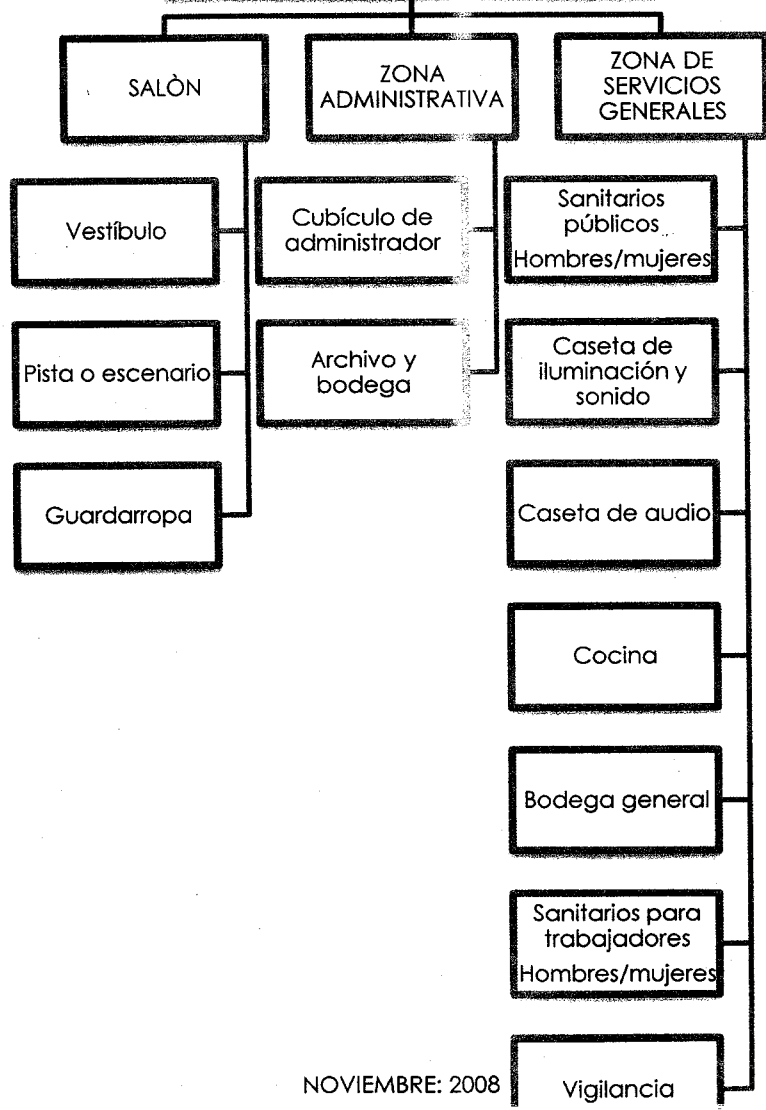 SALÒN
ZONA
ADMINISTRATIVA
ZONA DE
SERVICIOS
GENERALES
Vestíbulo
Pista o escenario
Guardarropa
Cubículo de
administrador
Archivo y
bodega
Sanitarios
públicos
Hombres/mujeres
Caseta de
iluminación y
sonido
Caseta de audio
Cocina
Bodega general
Sanitarios para
trabajadores
Hombres/mujeres
Vigilancia
NOVIEMBRE: 2008